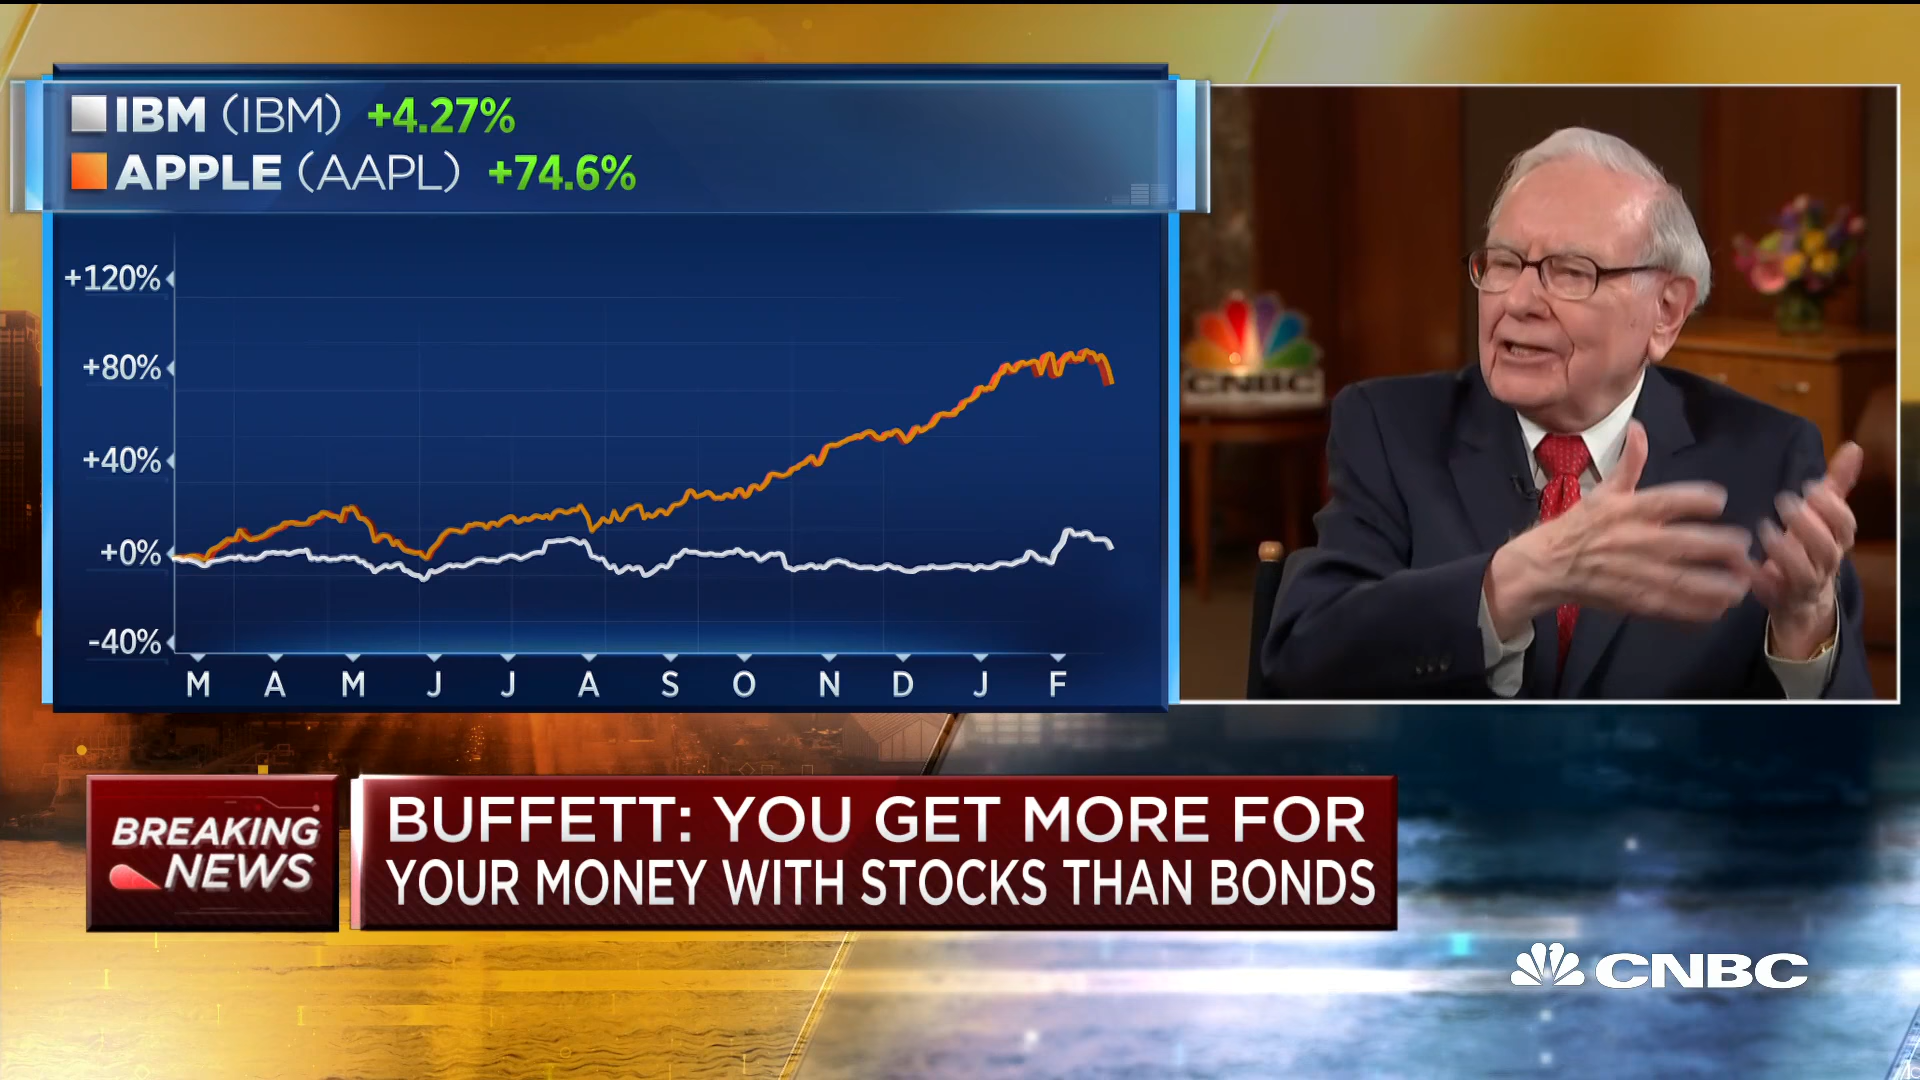 IBM (IBM) +4.27%
APPLE (AAPL) +74.6%
+120%
+80%
+40%
+0%
-40%
M A M J J A S O N D J F
CNBC
BREAKING
NEWS
BUFFETT: YOU GET MORE FOR
YOUR MONEY WITH STOCKS THAN BONDS
CNBC